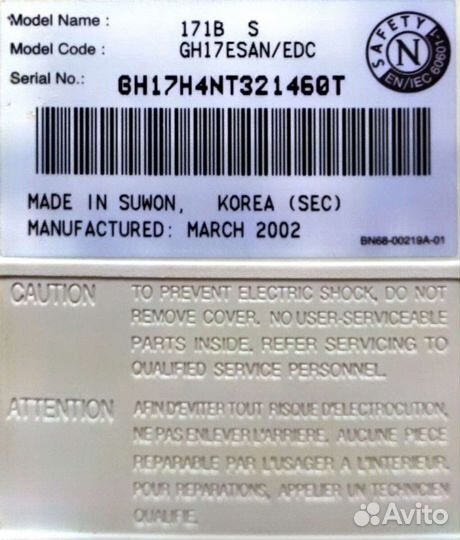 Model Name : 171B S
Model Code : GH17ESAN/EDC
Serial No.: GH17H4NT321460T
SAFETY
N
EN/IEC 60601-1
MADE IN SUWON, KOREA (SEC)
MANUFACTURED: MARCH 2002
BN68-00219A-01
CAUTION TO PREVENT ELECTRIC SHOCK, DO NOT
REMOVE COVER. NO USER-SERVICEABLE
PARTS INSIDE. REFER SERVICING TO
QUALIFIED SERVICE PERSONNEL.
ATTENTION AFIN D'EVITER TOUT RISQUE D'ELECTROCUTION,
NE PAS ENLEVER L'ARRIERE. AUCUNE PIECE
REPARABLE PAR L'USAGER A L'INTERIEUR.
POUR REPARATIONS, APPELER UN TECHNICIEN
QUALIFIE.
Avito